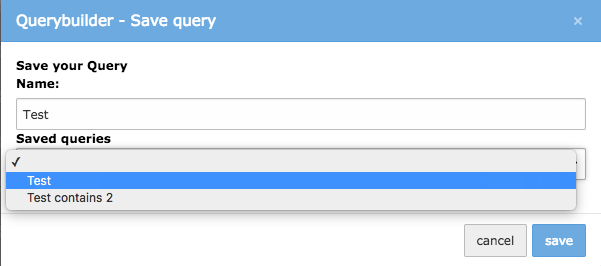 Querybuilder - Save query
Save your Query
Name:
Test
Saved queries
Test
Test contains 2
cancel
save